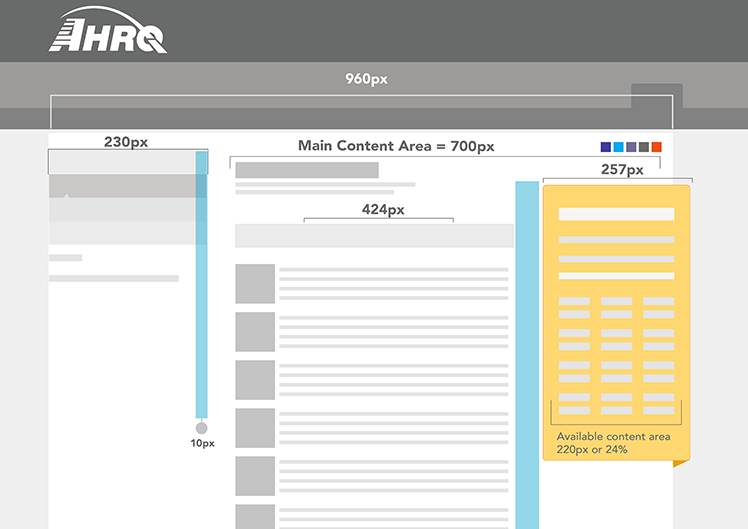 AHRQ
960px
230px
Main Content Area = 700px
257px
424px
10px
Available content area
220px or 24%